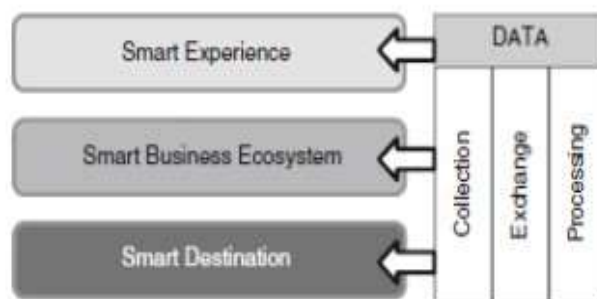 Smart Experience
DATA
Smart Business Ecosystem
Smart Destination
Collection
Exchange
Processing